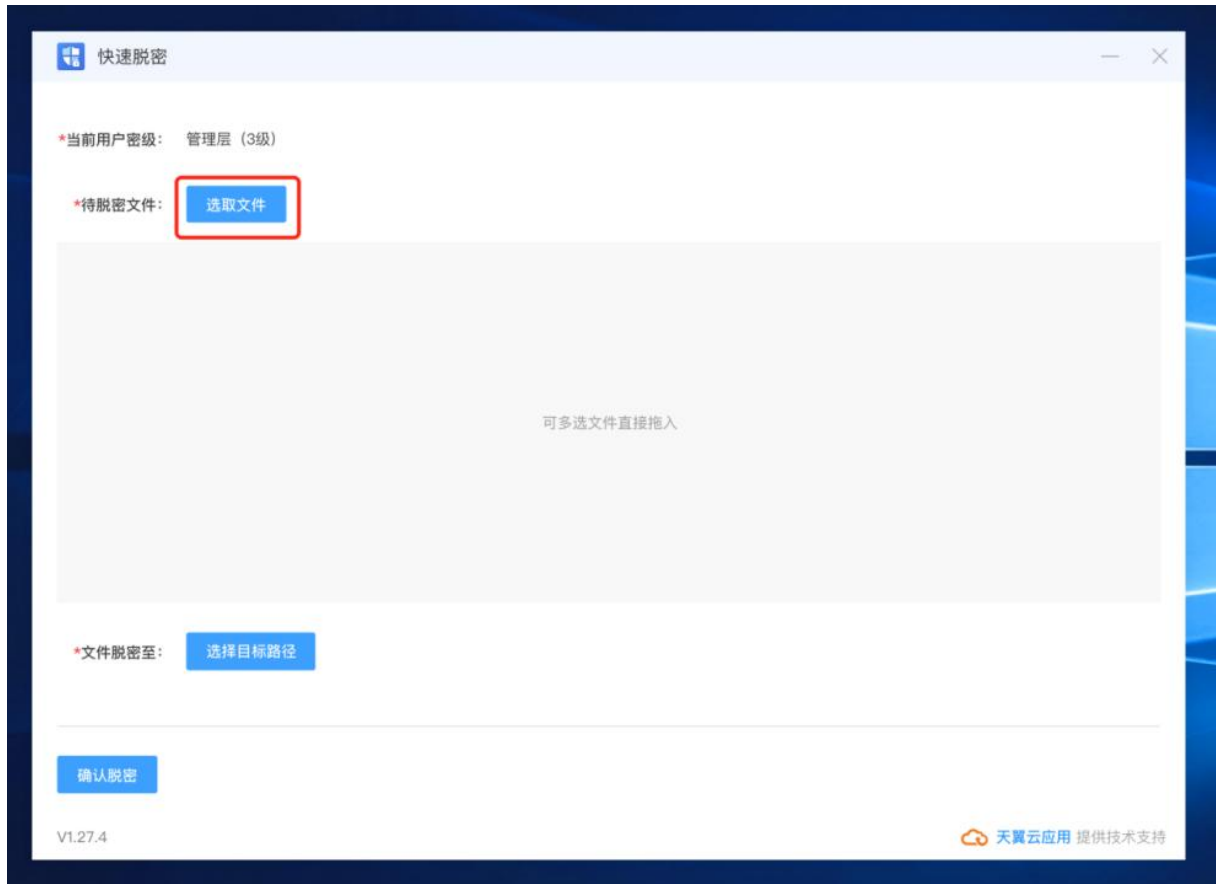 快速脱密
*当前用户密级： 管理层（3级）
*待脱密文件： 选取文件
可多选文件直接拖入
*文件脱密至： 选择目标路径
确认脱密
V1.27.4
天翼云应用 提供技术支持